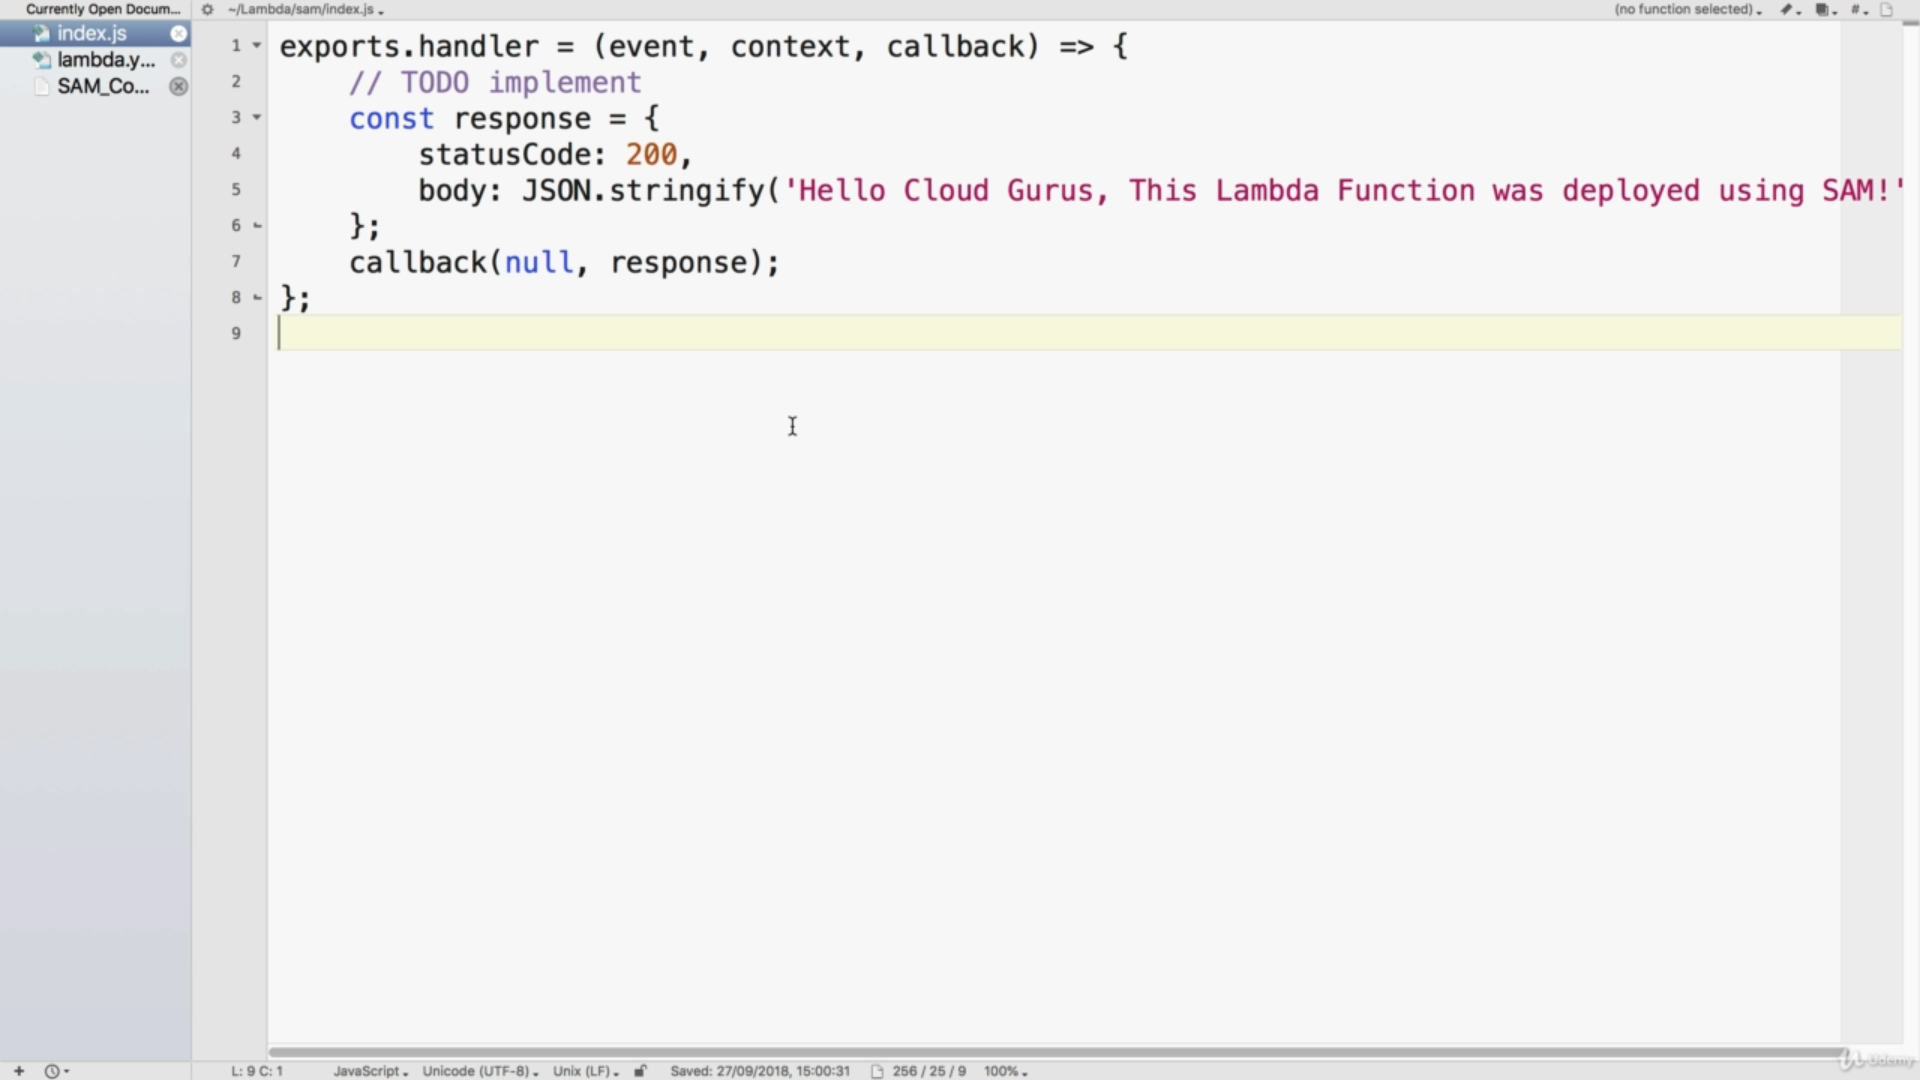 Currently Open Docum...
~/Lambda/sam/index.js
(no function selected)
#
index.js
lambda.y...
SAM_Co...
1 exports.handler = (event, context, callback) => {
2 // TODO implement
3 const response = {
4 statusCode: 200,
5 body: JSON.stringify('Hello Cloud Gurus, This Lambda Function was deployed using SAM!'
6 };
7 callback(null, response);
8 };
9
L: 9 C: 1 JavaScript Unicode (UTF-8) Unix (LF) Saved: 27/09/2018, 15:00:31 256 / 25 / 9 100%
Udemy